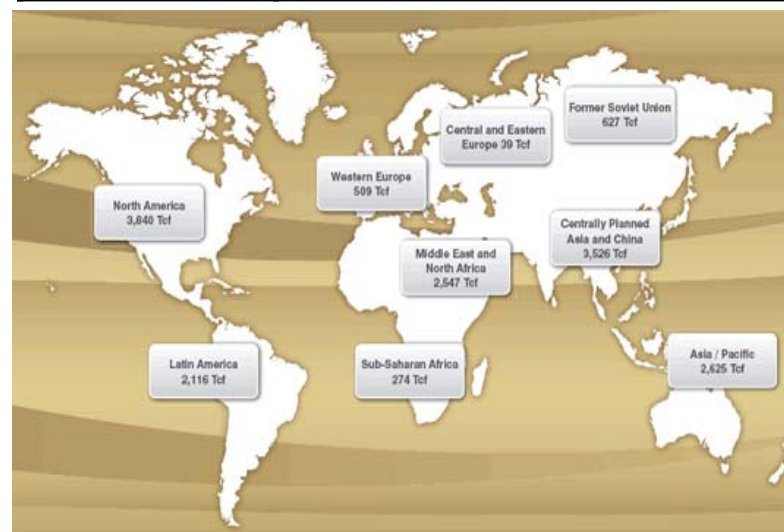 Former Soviet Union
627 Tcf
Central and Eastern
Europe 39 Tcf
Western Europe
509 Tcf
North America
3,840 Tcf
Centrally Planned
Asia and China
3,526 Tcf
Middle East and
North Africa
2,547 Tcf
Latin America
2,116 Tcf
Sub-Saharan Africa
274 Tcf
Asia / Pacific
2,625 Tcf